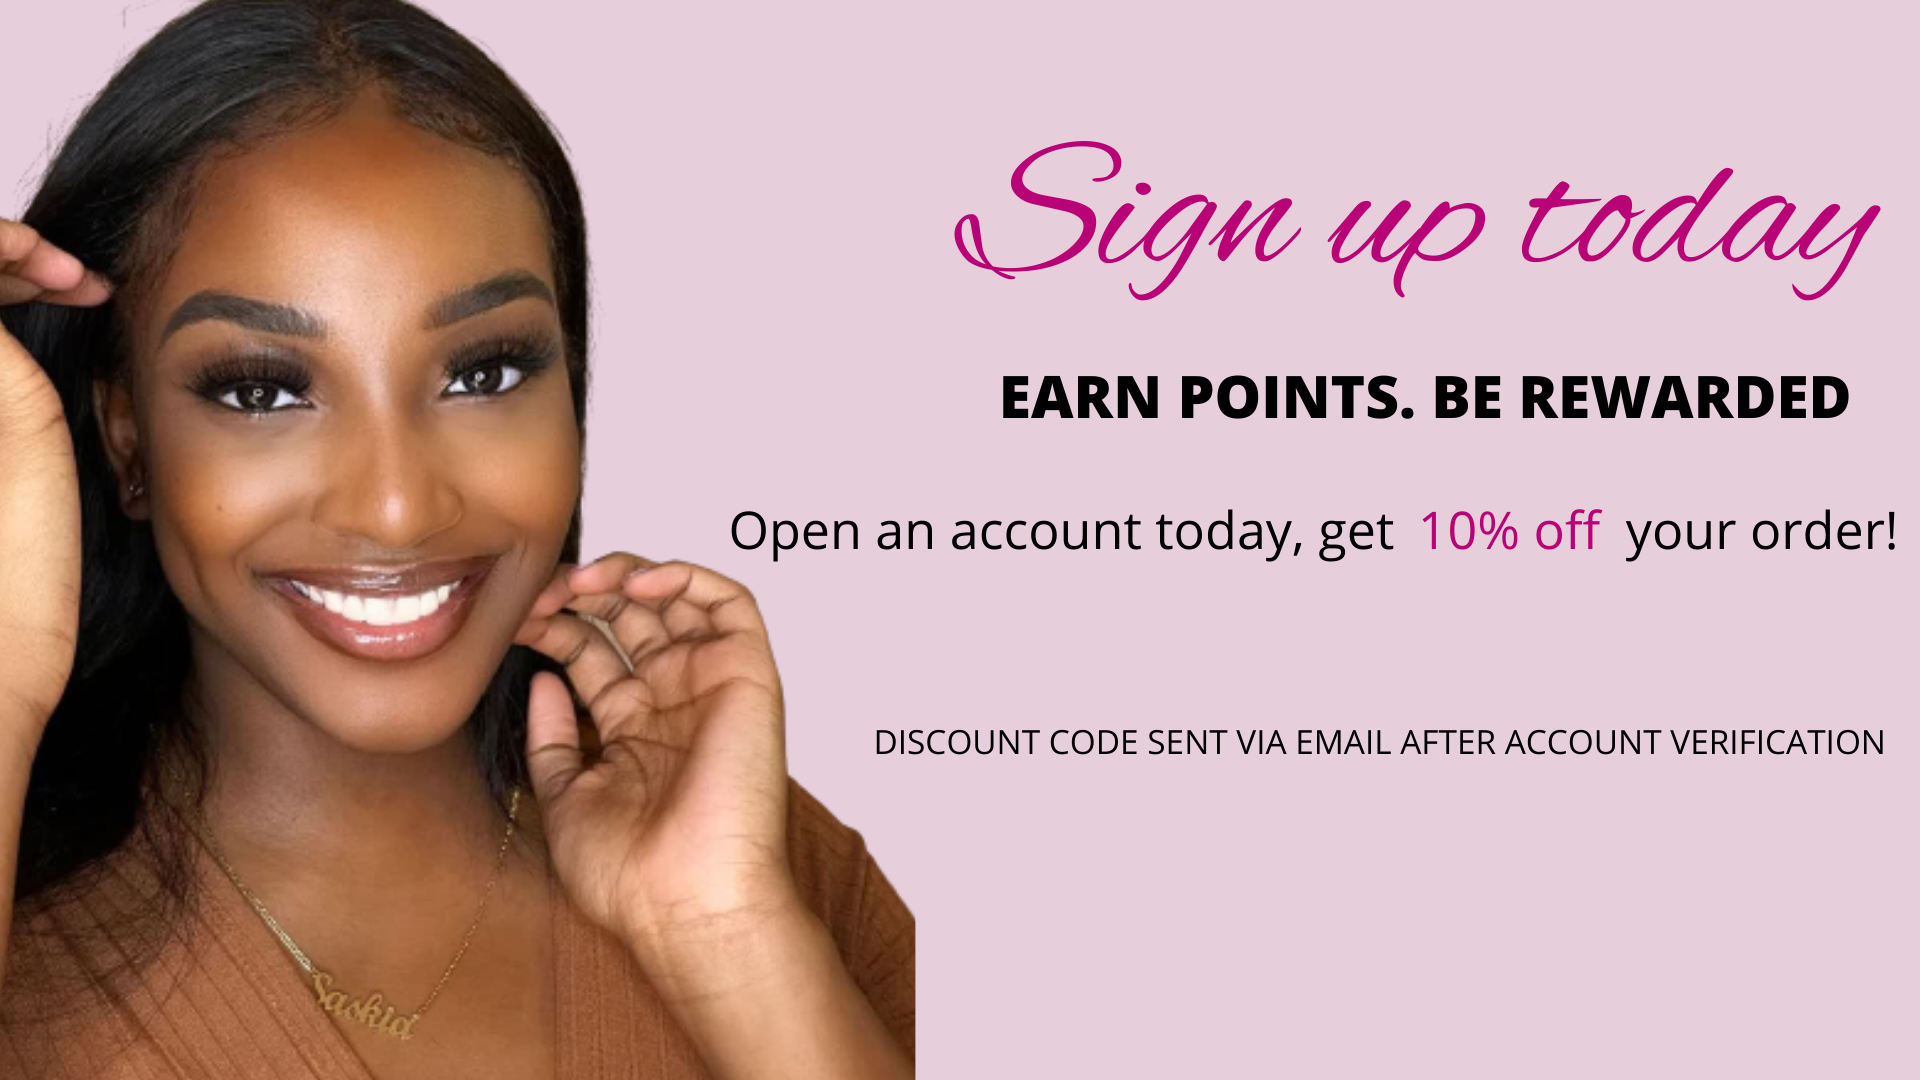 Sign up today
EARN POINTS. BE REWARDED
Open an account today, get 10% off your order!
DISCOUNT CODE SENT VIA EMAIL AFTER ACCOUNT VERIFICATION
Saskia